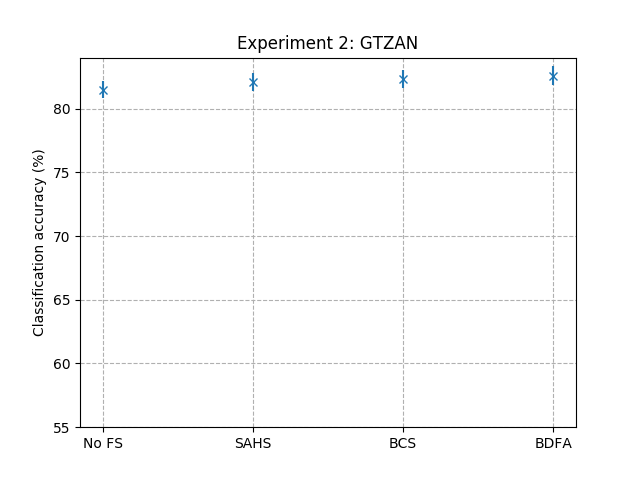 Experiment 2: GTZAN
Classification accuracy (%)
80
75
70
65
60
55
No FS SAHS BCS BDFA